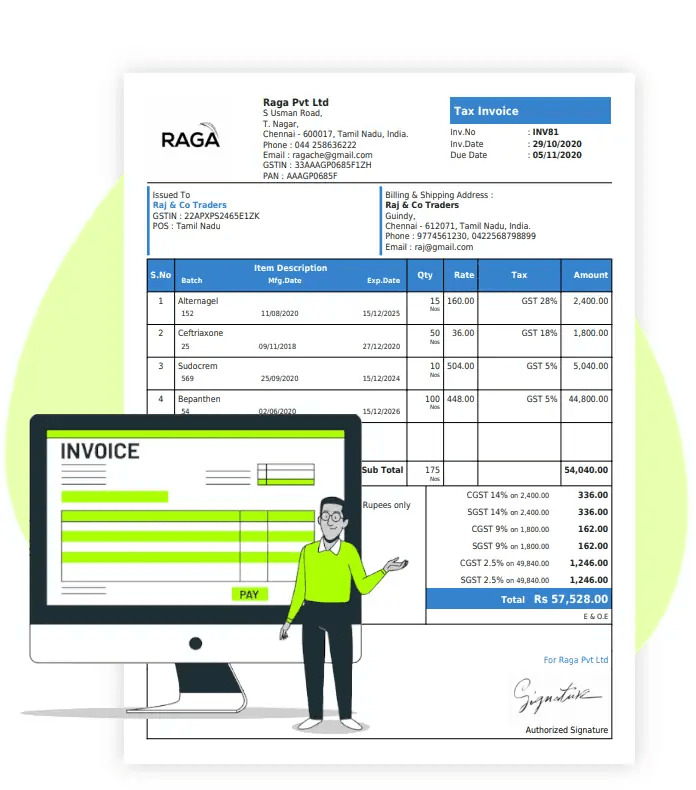 RAGA
Raga Pvt Ltd
S Usman Road,
T. Nagar,
Chennai - 600017, Tamil Nadu, India.
Phone : 044 258636222
Email : ragache@gmail.com
GSTIN : 33AAAGP0685F1ZH
PAN : AAAGP0685F
Tax Invoice
Inv.No : INV81
Inv.Date : 29/10/2020
Due Date : 05/11/2020
Issued To
Raj & Co Traders
GSTIN : 22APXPS2465E1ZK
POS : Tamil Nadu
Billing & Shipping Address :
Raj & Co Traders
Guindy,
Chennai - 612071, Tamil Nadu, India.
Phone : 9774561230, 0422568798899
Email : raj@gmail.com
S.No Item Description Qty Rate Tax Amount
Batch Mfg.Date Exp.Date
1 Alternagel 15 160.00 GST 28% 2,400.00
Nos
152 11/08/2020 15/12/2025
2 Ceftriaxone 50 36.00 GST 18% 1,800.00
Nos
25 09/11/2018 27/12/2020
3 Sudocrem 10 504.00 GST 5% 5,040.00
Nos
569 25/09/2020 15/12/2024
4 Bepanthen 100 448.00 GST 5% 44,800.00
Nos
54 02/06/2020 15/12/2026
Sub Total 175 54,040.00
Nos
Rupees only
CGST 14% on 2,400.00 336.00
SGST 14% on 2,400.00 336.00
CGST 9% on 1,800.00 162.00
SGST 9% on 1,800.00 162.00
CGST 2.5% on 49,840.00 1,246.00
SGST 2.5% on 49,840.00 1,246.00
Total Rs 57,528.00
E & O.E
For Raga Pvt Ltd
Signature
Authorized Signature
INVOICE
PAY